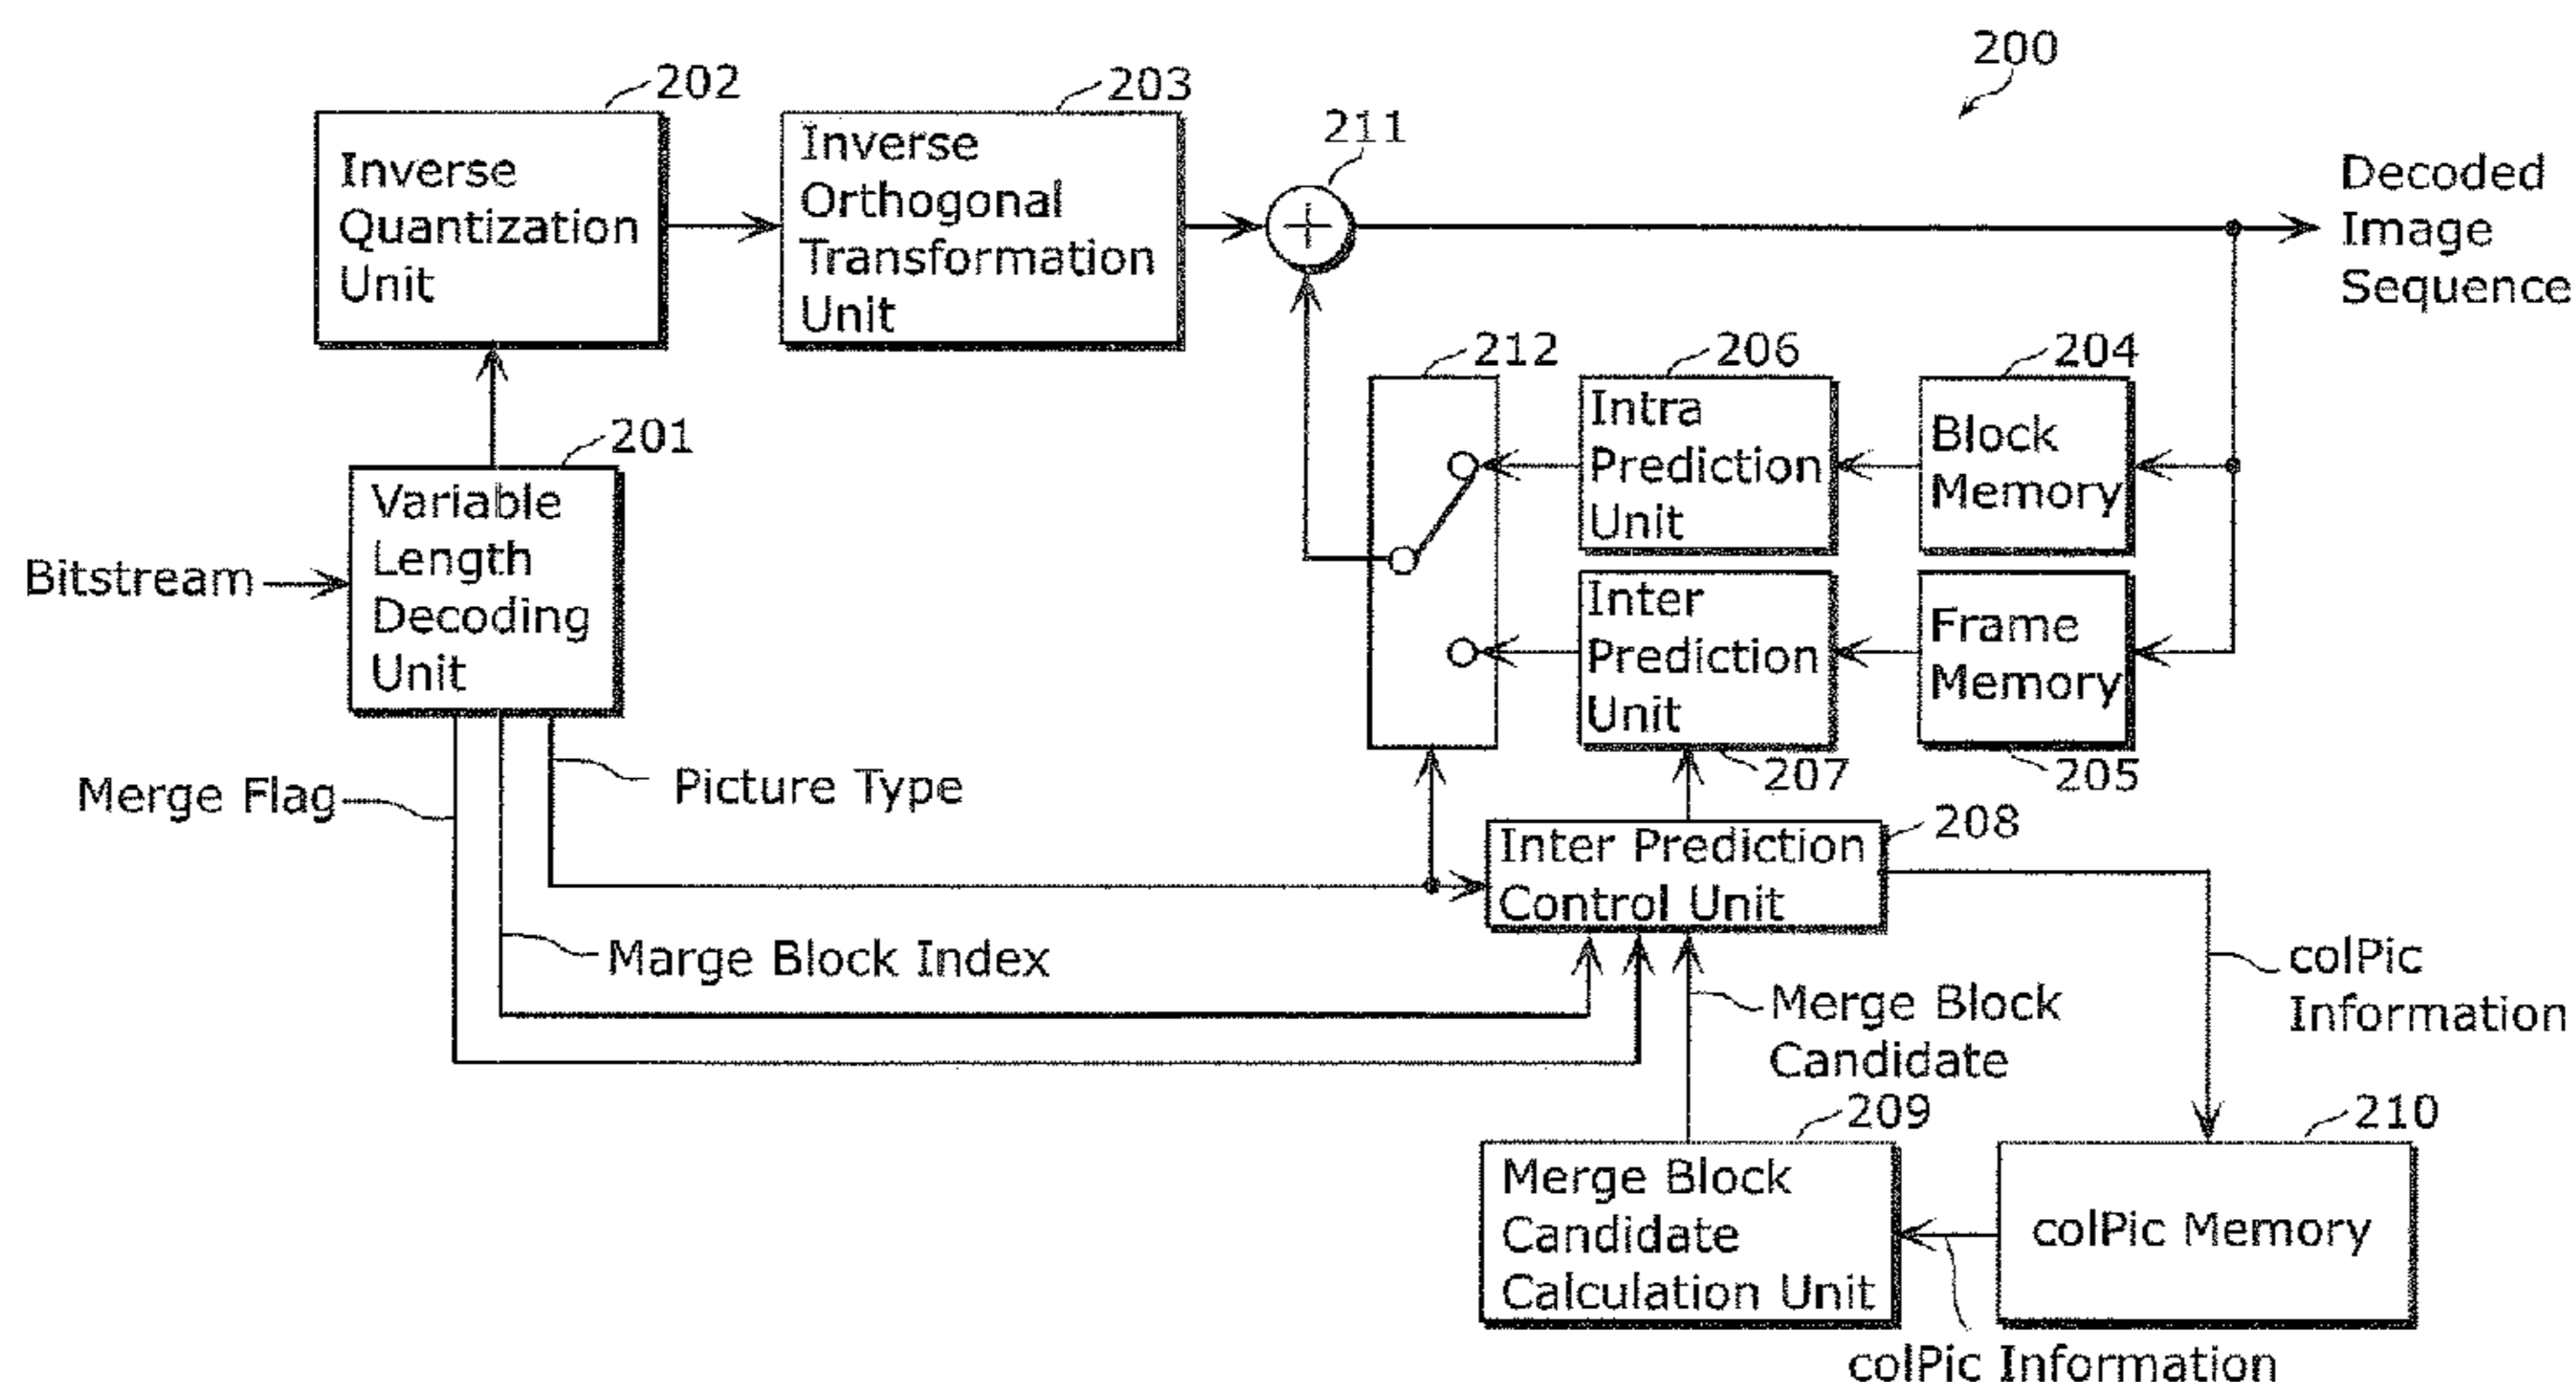 200
202
203
211
Inverse
Quantization
Unit
Inverse
Orthogonal
Transformation
Unit
Decoded
Image
Sequence
212
206
204
Intra
Prediction
Unit
Block
Memory
201
Variable
Length
Decoding
Unit
Bitstream
Inter
Prediction
Unit
Frame
Memory
207
205
Merge Flag
Picture Type
208
Inter Prediction
Control Unit
Marge Block Index
colPic
Information
Merge Block
Candidate
209
210
Merge Block
Candidate
Calculation Unit
colPic Memory
colPic Information